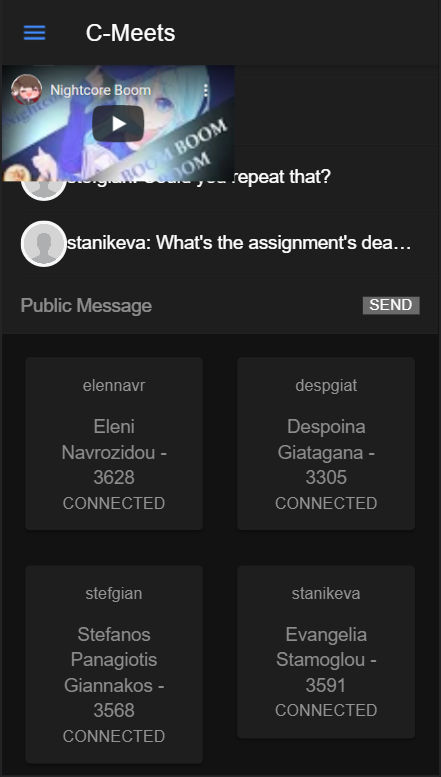 C-Meets
Nightcore Boom
BOOM BOOM
BOOM
stefgian: Could you repeat that?
stanikeva: What's the assignment's dea…
Public Message
SEND
elennavr
despgiat
Eleni
Navrozidou -
3628
CONNECTED
Despoina
Giatagana -
3305
CONNECTED
stefgian
stanikeva
Stefanos
Panagiotis
Giannakos -
3568
CONNECTED
Evangelia
Stamoglou -
3591
CONNECTED